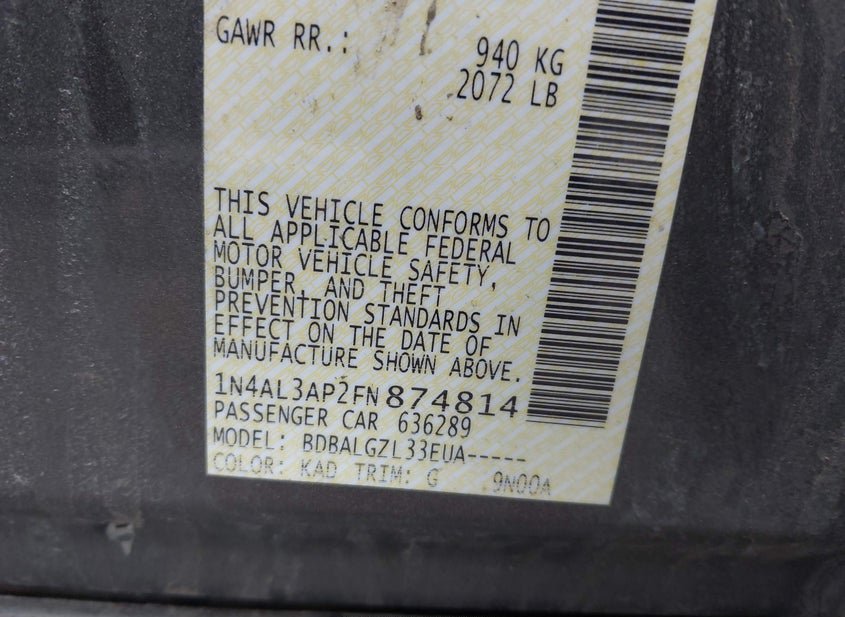 GAWR RR.: 940 KG
2072 LB
THIS VEHICLE CONFORMS TO
ALL APPLICABLE FEDERAL
MOTOR VEHICLE SAFETY,
BUMPER, AND THEFT
PREVENTION STANDARDS IN
EFFECT ON THE DATE OF
MANUFACTURE SHOWN ABOVE.
1N4AL3AP2FN874814
PASSENGER CAR 636289
MODEL: BDBALGZL33EUA-----
COLOR: KAD TRIM: G 9N00A